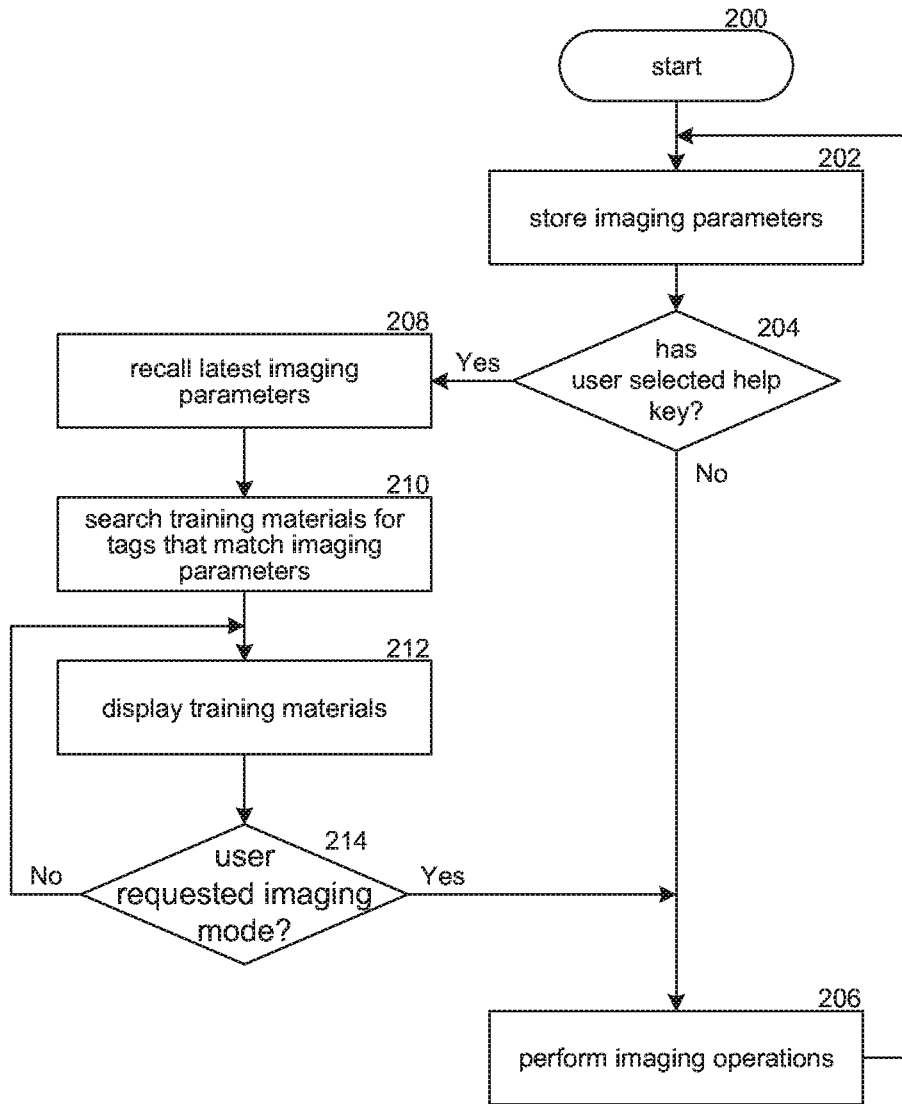 200
start
202
store imaging parameters
204
has
user selected help
key?
Yes
No
208
recall latest imaging
parameters
210
search training materials for
tags that match imaging
parameters
212
display training materials
214
user
requested imaging
mode?
No
Yes
206
perform imaging operations